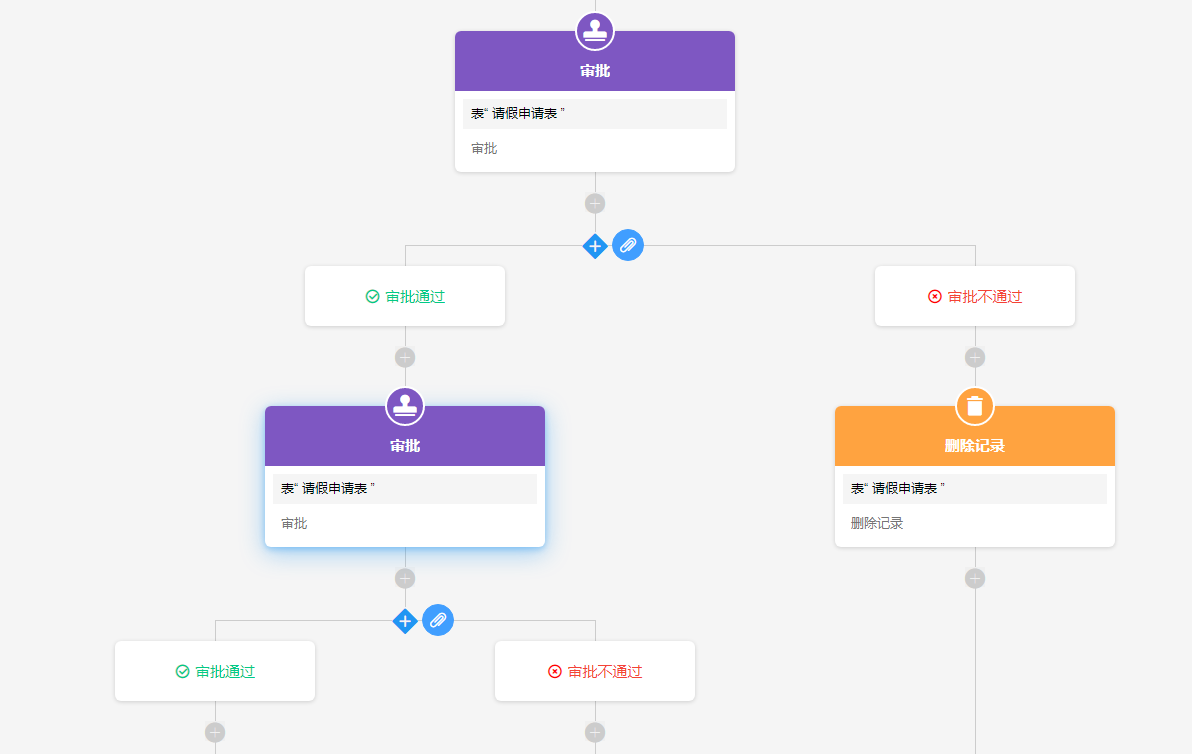 审批
表“ 请假申请表 ”
审批
审批通过
审批不通过
审批
表“ 请假申请表 ”
审批
删除记录
表“ 请假申请表 ”
删除记录
审批通过
审批不通过